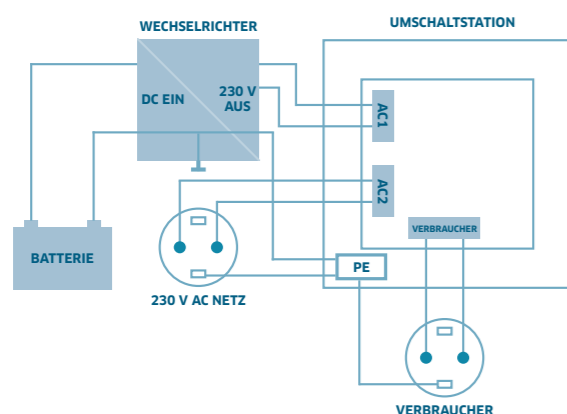 WECHSELRICHTER
UMSCHALTSTATION
DC EIN
230 V
AUS
AC1
AC2
VERBRAUCHER
BATTERIE
PE
230 V AC NETZ
VERBRAUCHER